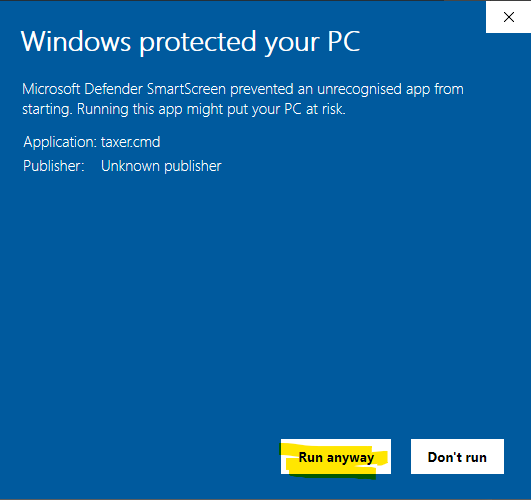 Windows protected your PC
Microsoft Defender SmartScreen prevented an unrecognised app from
starting. Running this app might put your PC at risk.
Application: taxer.cmd
Publisher: Unknown publisher
Run anyway
Don't run